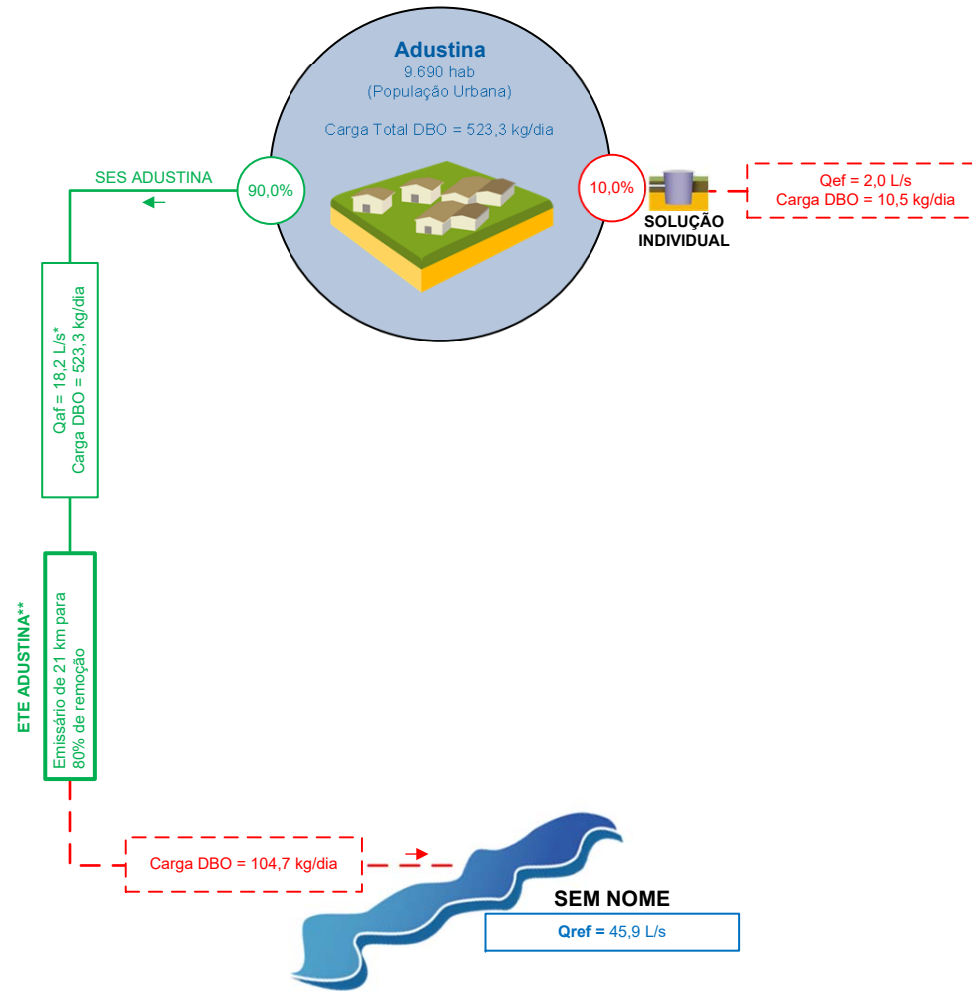 Adustina
9.690 hab
(População Urbana)
Carga Total DBO = 523,3 kg/dia
SES ADUSTINA
90,0%
10,0%
SOLUÇÃO
INDIVIDUAL
Qef = 2,0 L/s
Carga DBO = 10,5 kg/dia
Qaf = 18,2 L/s*
Carga DBO = 523,3 kg/dia
ETE ADUSTINA**
Emissário de 21 km para
80% de remoção
Carga DBO = 104,7 kg/dia
SEM NOME
Qref = 45,9 L/s